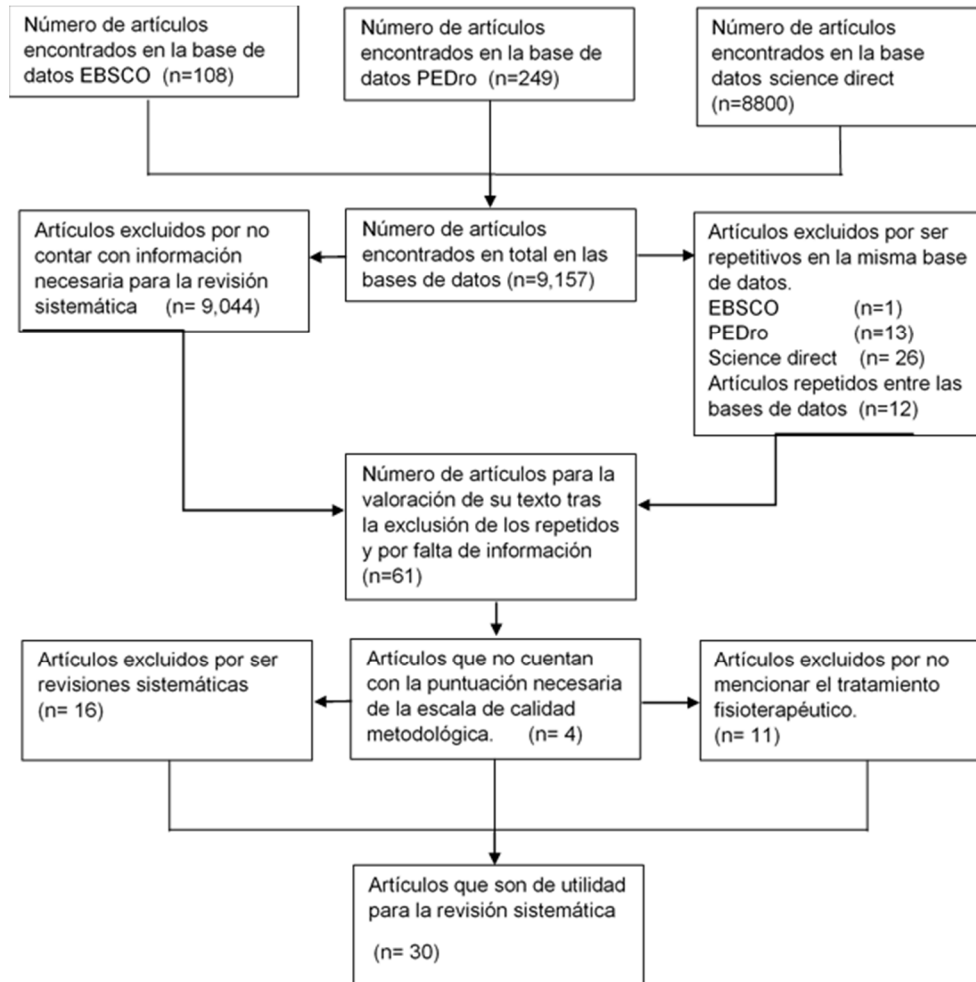 Número de artículos
encontrados en la base de
datos EBSCO (n=108)
Número de artículos
encontrados en la base de
datos PEDro (n=249)
Número de artículos
encontrados en la base
datos science direct
(n=8800)
Artículos excluidos por no
contar con información
necesaria para la revisión
sistemática (n= 9,044)
Número de artículos
encontrados en total en las
bases de datos (n=9,157)
Artículos excluidos por ser
repetitivos en la misma base
de datos.
EBSCO (n=1)
PEDro (n=13)
Science direct (n= 26)
Artículos repetidos entre las
bases de datos (n=12)
Número de artículos para la
valoración de su texto tras
la exclusión de los repetidos
y por falta de información
(n=61)
Artículos excluidos por ser
revisiones sistemáticas
(n= 16)
Artículos que no cuentan
con la puntuación necesaria
de la escala de calidad
metodológica. (n= 4)
Artículos excluidos por no
mencionar el tratamiento
fisioterapéutico.
(n= 11)
Artículos que son de utilidad
para la revisión sistemática
(n= 30)